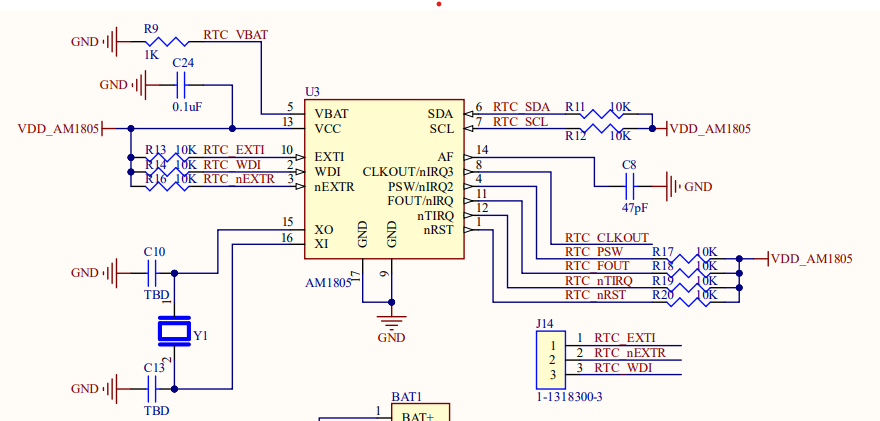 R9
GND RTC_VBAT
1K
C24
GND
0.1uF
U3
5 VBAT SDA 6 RTC_SDA R11 10K
VDD_AM1805 13 VCC SCL 7 RTC_SCL R12 10K VDD_AM1805
R13 10K RTC_EXTI 10 EXTI AF 14
R14 10K RTC_WDI 2 WDI CLKOUT/nIRQ3 8 C8
R16 10K RTC_nEXTR 3 nEXTR PSW/nIRQ2 4 GND
FOUT/nIRQ 11 47pF
nTIRQ 12
15 XO nRST 1
16 XI GND GND RTC_CLKOUT
C10 RTC_PSW R17 10K VDD_AM1805
GND RTC_FOUT R18 10K
AM1805 17 9 RTC_nTIRQ R19 10K
TBD RTC_nRST R20 10K
1
Y1 GND J14
1 1 RTC_EXTI
2 2 RTC_nEXTR
2
C13 3 3 RTC_WDI
GND
1-1318300-3
TBD BAT1
1 BAT+